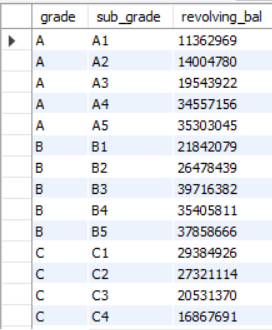 grade sub_grade revolving_bal
A A1 11362969
A A2 14004780
A A3 19543922
A A4 34557156
A A5 35303045
B B1 21842079
B B2 26478439
B B3 39716382
B B4 35405811
B B5 37858666
C C1 29384926
C C2 27321114
C C3 20531370
C C4 16867691